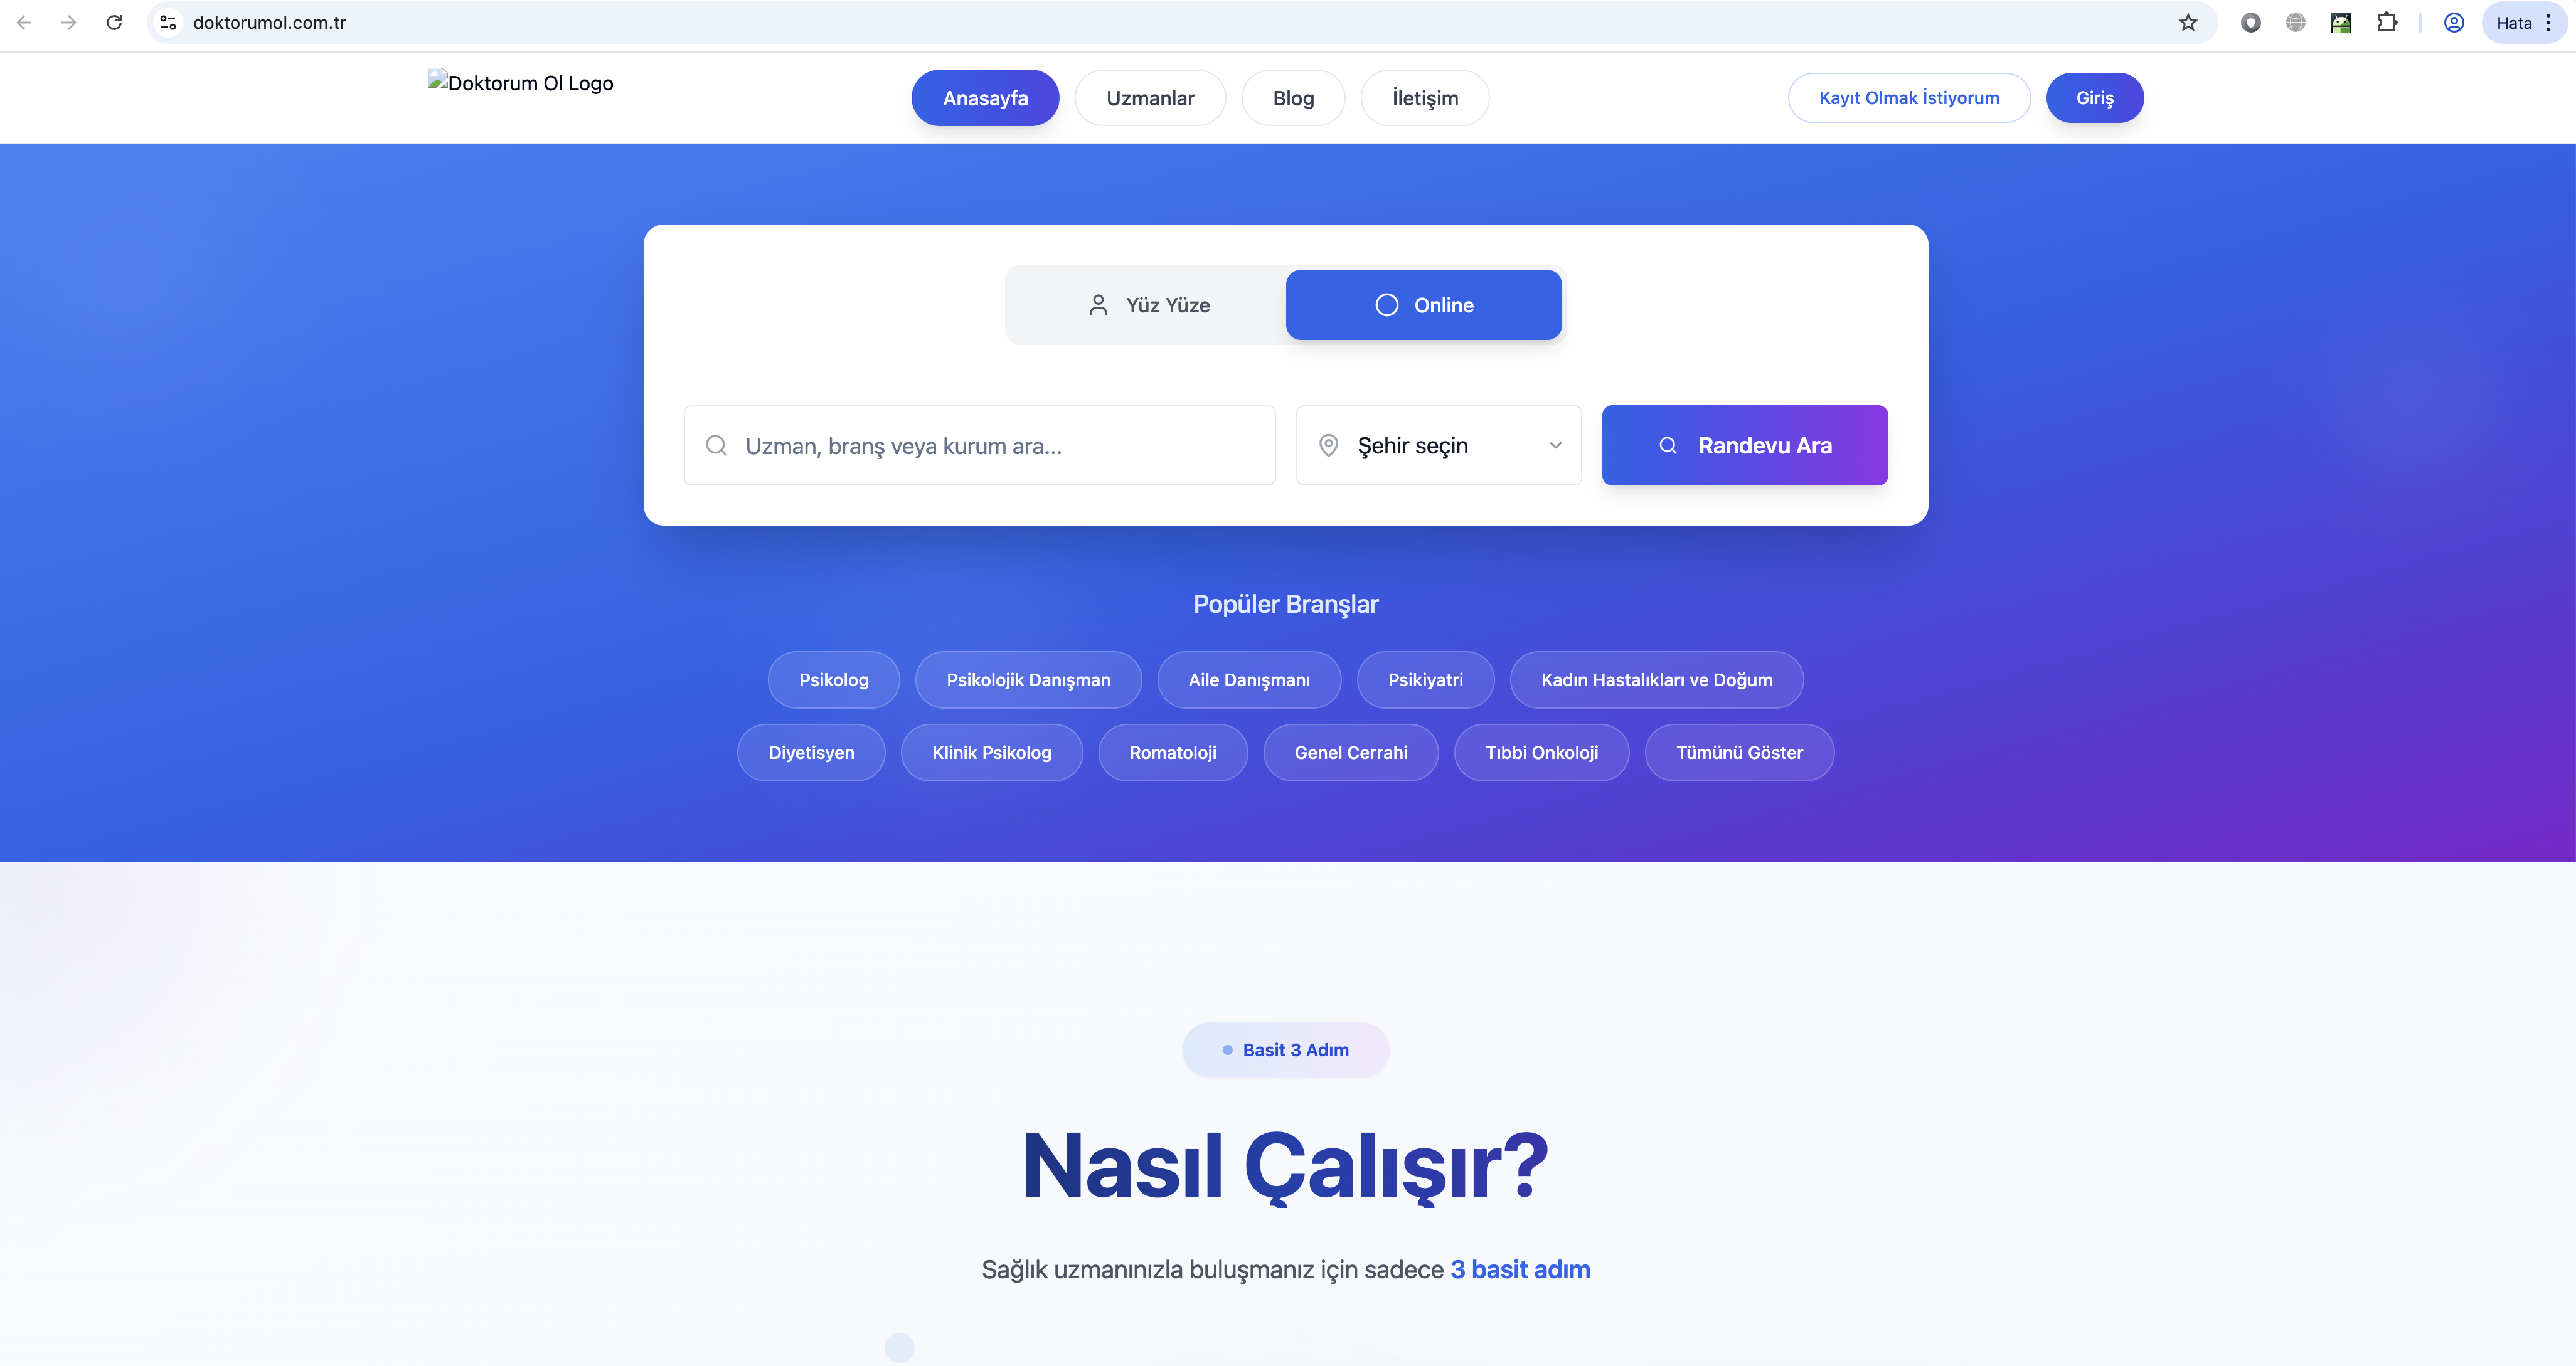 doktorumol.com.tr
Hata
Doktorum Ol Logo
Anasayfa
Uzmanlar
Blog
İletişim
Kayıt Olmak İstiyorum
Giriş
Yüz Yüze
Online
Uzman, branş veya kurum ara...
Şehir seçin
Randevu Ara
Popüler Branşlar
Psikolog
Psikolojik Danışman
Aile Danışmanı
Psikiyatri
Kadın Hastalıkları ve Doğum
Diyetisyen
Klinik Psikolog
Romatoloji
Genel Cerrahi
Tıbbi Onkoloji
Tümünü Göster
Basit 3 Adım
Nasıl Çalışır?
Sağlık uzmanınızla buluşmanız için sadece 3 basit adım